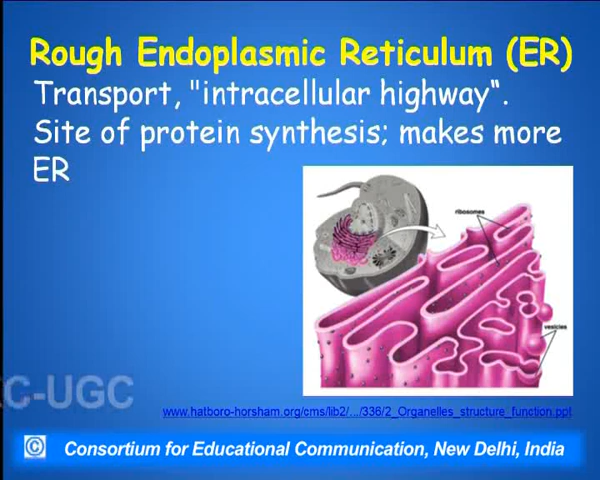 Rough Endoplasmic Reticulum (ER)
Transport, "intracellular highway“.
Site of protein synthesis; makes more
ER
ribosomes
vesicles
C-UGC
www.hatboro-horsham.org/cms/lib2/.../336/2_Organelles_structure_function.ppt
© Consortium for Educational Communication, New Delhi, India